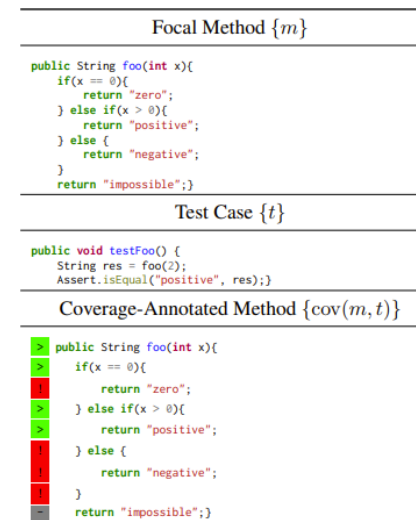 Focal Method {m}
public String foo(int x){
if(x == 0){
return "zero";
} else if(x > 0){
return "positive";
} else {
return "negative";
}
return "impossible";}
Test Case {t}
public void testFoo() {
String res = foo(2);
Assert.isEqual("positive", res);}
Coverage-Annotated Method {cov(m, t)}
> public String foo(int x){
> if(x == 0){
! return "zero";
> } else if(x > 0){
> return "positive";
! } else {
! return "negative";
! }
- return "impossible";}